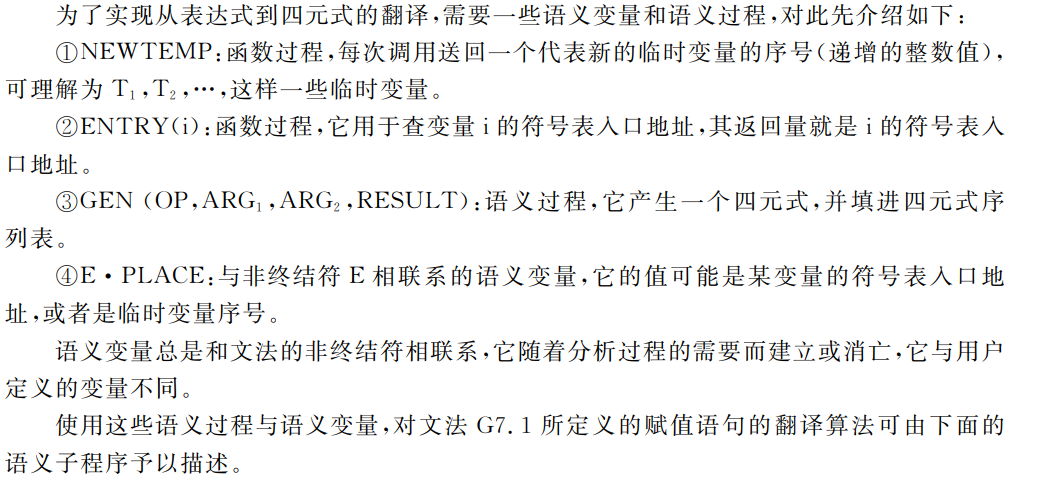 为了实现从表达式到四元式的翻译,需要一些语义变量和语义过程,对此先介绍如下:
①NEWTEMP:函数过程,每次调用送回一个代表新的临时变量的序号(递增的整数值),
可理解为 T₁,T₂,…,这样一些临时变量。
②ENTRY(i):函数过程,它用于查变量 i 的符号表入口地址,其返回量就是 i 的符号表入
口地址。
③GEN (OP,ARG₁,ARG₂,RESULT):语义过程,它产生一个四元式,并填进四元式序
列表。
④E·PLACE:与非终结符 E 相联系的语义变量,它的值可能是某变量的符号表入口地
址,或者是临时变量序号。
语义变量总是和文法的非终结符相联系,它随着分析过程的需要而建立或消亡,它与用户
定义的变量不同。
使用这些语义过程与语义变量,对文法 G7.1 所定义的赋值语句的翻译算法可由下面的
语义子程序予以描述。